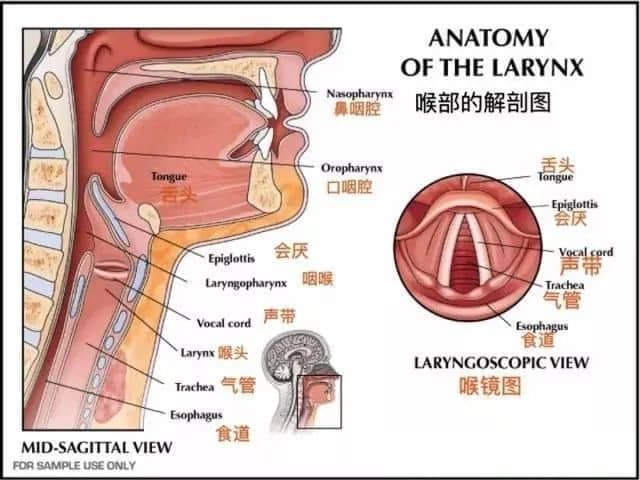 ANATOMY
OF THE LARYNX
喉部的解剖图
Nasopharynx
鼻咽腔
Oropharynx
口咽腔
Tongue
舌头
Epiglottis 会厌
Laryngopharynx 咽喉
Vocal cord 声带
Larynx 喉头
Trachea 气管
Esophagus
食道
MID-SAGITTAL VIEW
FOR SAMPLE USE ONLY
舌头
Tongue
Epiglottis
会厌
Vocal cord
声带
Trachea
气管
Esophagus
食道
LARYNGOSCOPIC VIEW
喉镜图